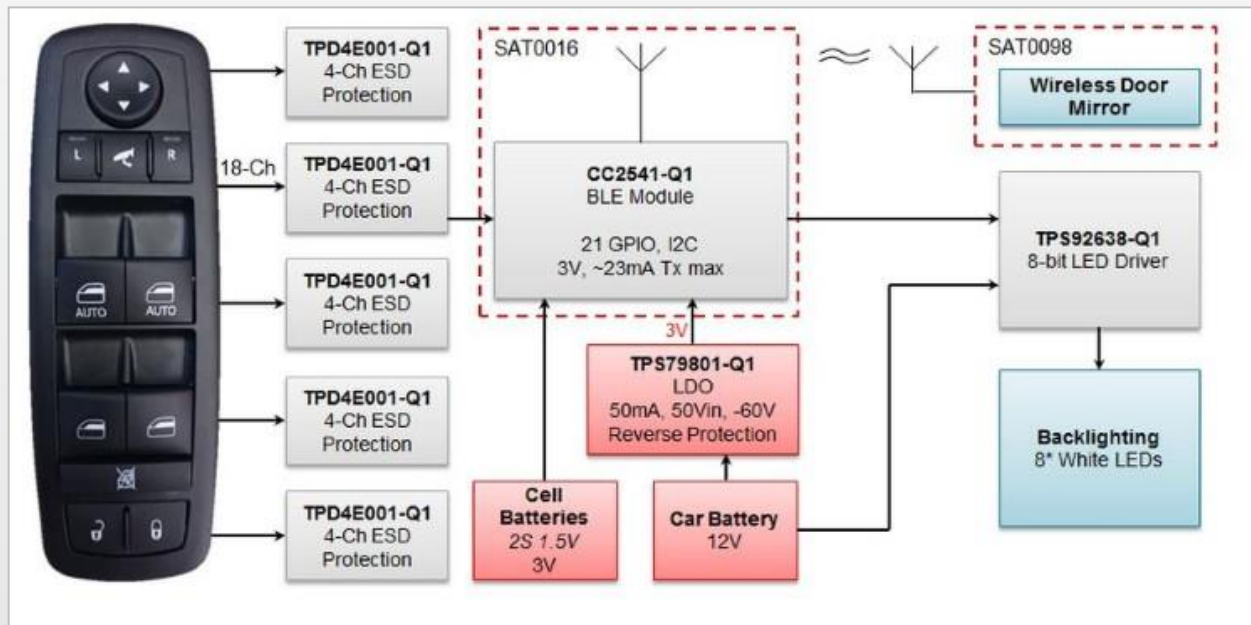 TPD4E001-Q1
4-Ch ESD
Protection
18-Ch
TPD4E001-Q1
4-Ch ESD
Protection
TPD4E001-Q1
4-Ch ESD
Protection
TPD4E001-Q1
4-Ch ESD
Protection
TPD4E001-Q1
4-Ch ESD
Protection
L
R
AUTO
AUTO
SAT0016
CC2541-Q1
BLE Module
21 GPIO, I2C
3V, ~23mA Tx max
3V
TPS79801-Q1
LDO
50mA, 50Vin, -60V
Reverse Protection
Cell
Batteries
2S 1.5V
3V
Car Battery
12V
SAT0098
Wireless Door
Mirror
TPS92638-Q1
8-bit LED Driver
Backlighting
8* White LEDs